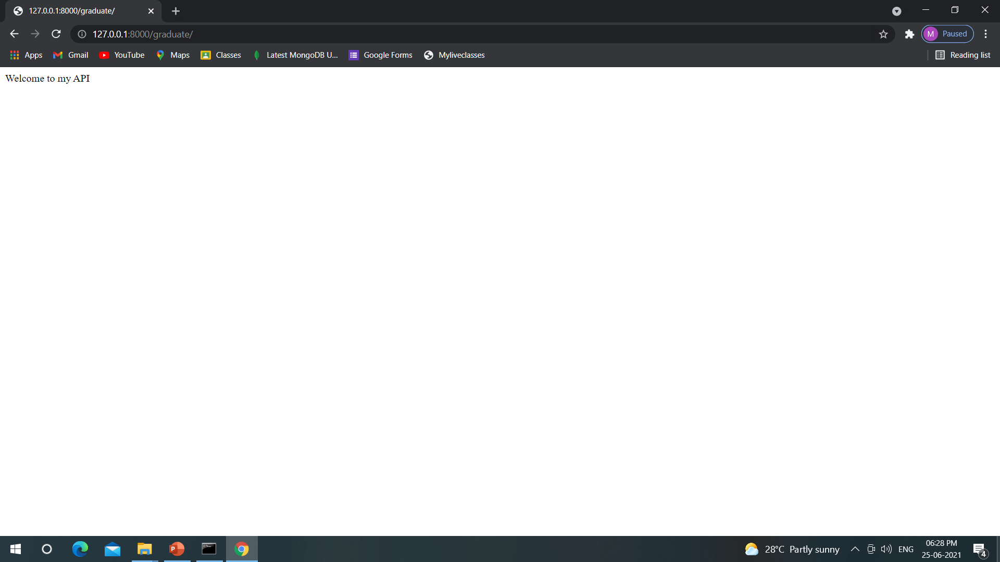 127.0.0.1:8000/graduate/
127.0.0.1:8000/graduate/
M Paused
Apps Gmail YouTube Maps Classes Latest MongoDB U... Google Forms Myliveclasses Reading list
Welcome to my API
28°C Partly sunny ENG 06:28 PM
25-06-2021
4